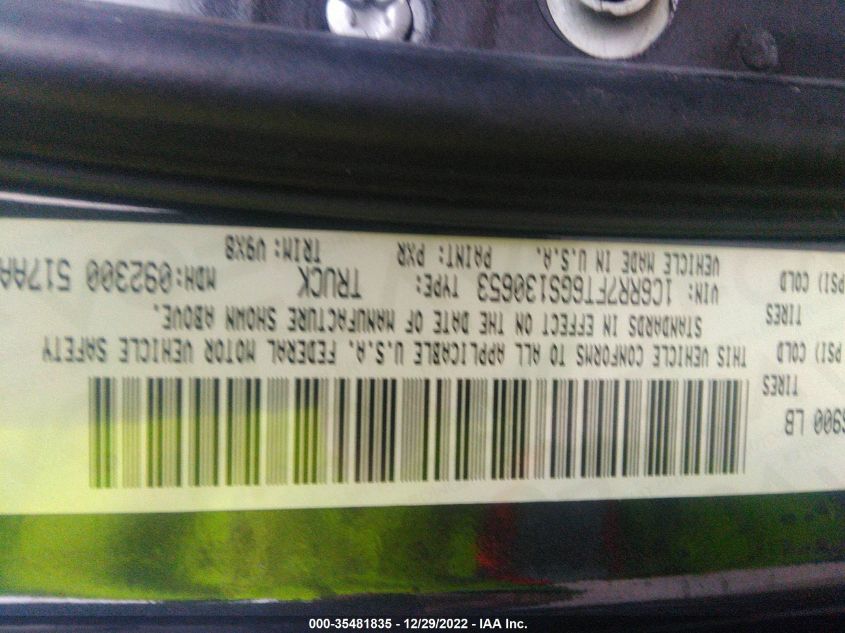 6900 LB
TIRES
PSI) COLD
TIRES
PSI) COLD
THIS VEHICLE CONFORMS TO ALL APPLICABLE U.S.A. FEDERAL MOTOR VEHICLE SAFETY
STANDARDS IN EFFECT ON THE DATE OF MANUFACTURE SHOWN ABOVE.
VIN: 1C6RR7FT6GS130653 TYPE: TRUCK MDH: 092300 517AA
VEHICLE MADE IN U.S.A. PAINT: PXR TRIM: V9X8
000-35481835 - 12/29/2022 - IAA Inc.